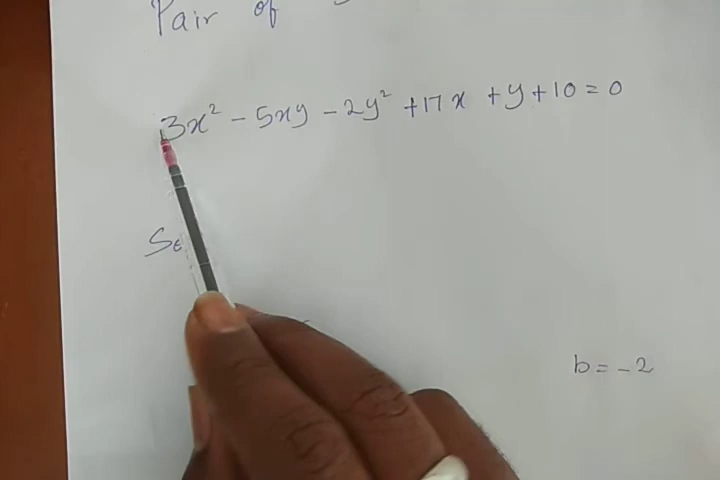 Pair of
3x² - 5xy - 2y² + 17x + y + 10 = 0
b = -2